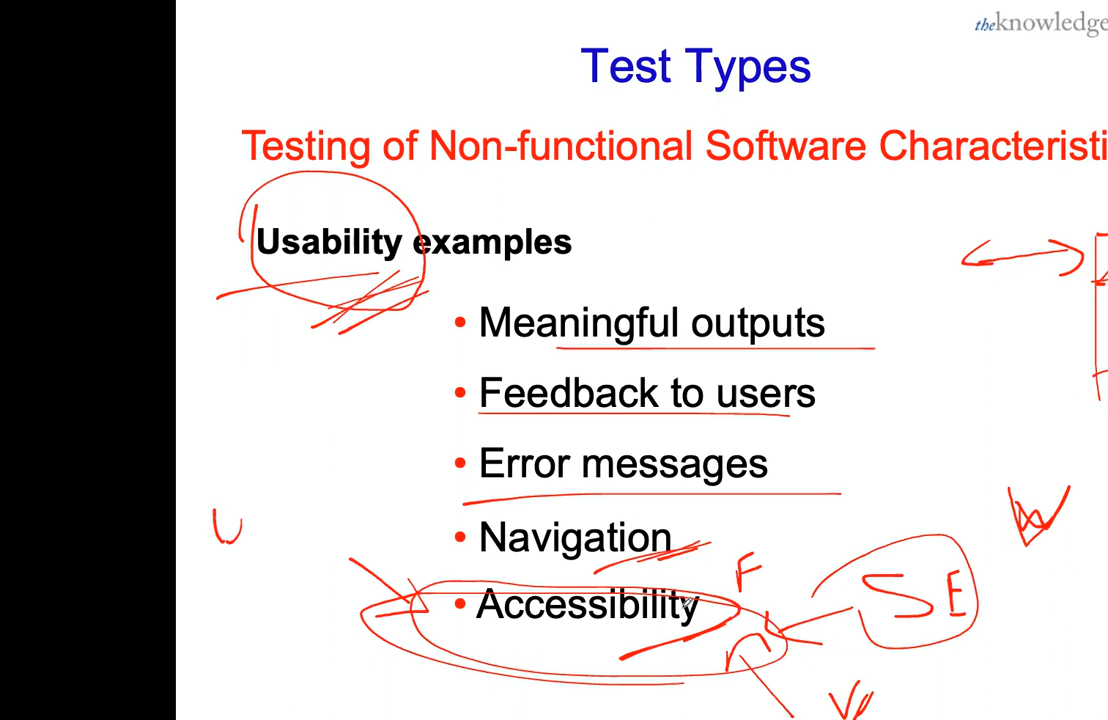 theknowledge
Test Types
Testing of Non-functional Software Characteristi
Usability examples
• Meaningful outputs
• Feedback to users
• Error messages
• Navigation
• Accessibility
U
F
SE
n